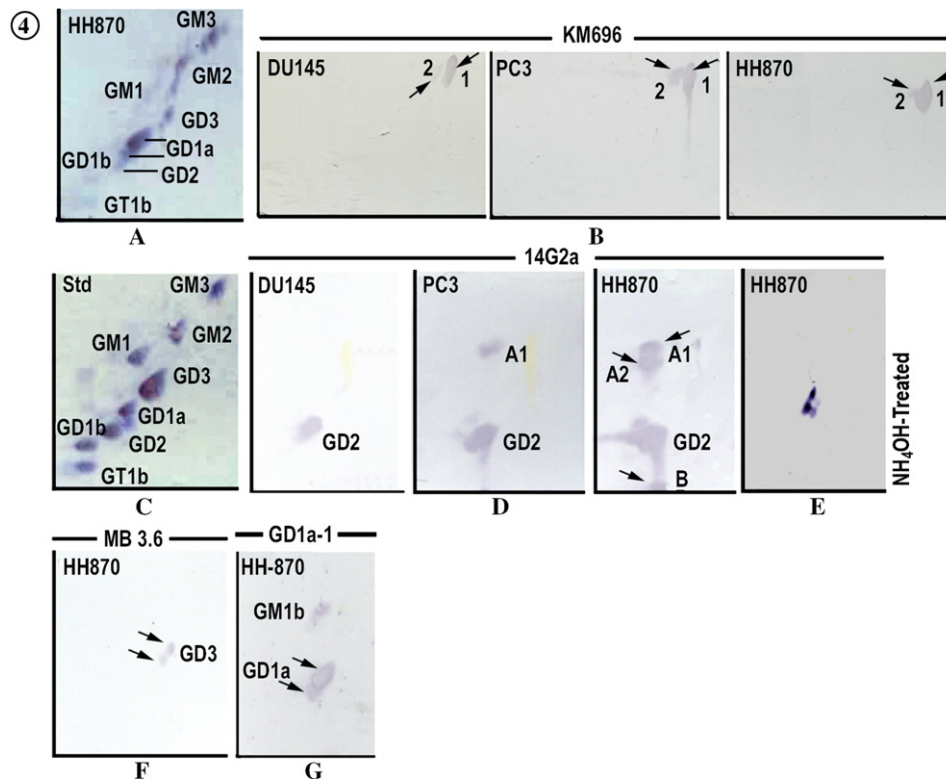 4
KM696
HH870
GM3
GM1
GM2
GD3
GD1b
GD1a
GD2
GT1b
A
DU145
2
1
PC3
2
1
HH870
2
1
B
14G2a
Std
GM3
GM1
GM2
GD3
GD1a
GD1b
GD2
GT1b
C
DU145
GD2
PC3
A1
GD2
HH870
A2
A1
GD2
B
D
HH870
E
NH4OH-Treated
MB 3.6
HH870
GD3
F
GD1a-1
HH-870
GM1b
GD1a
G